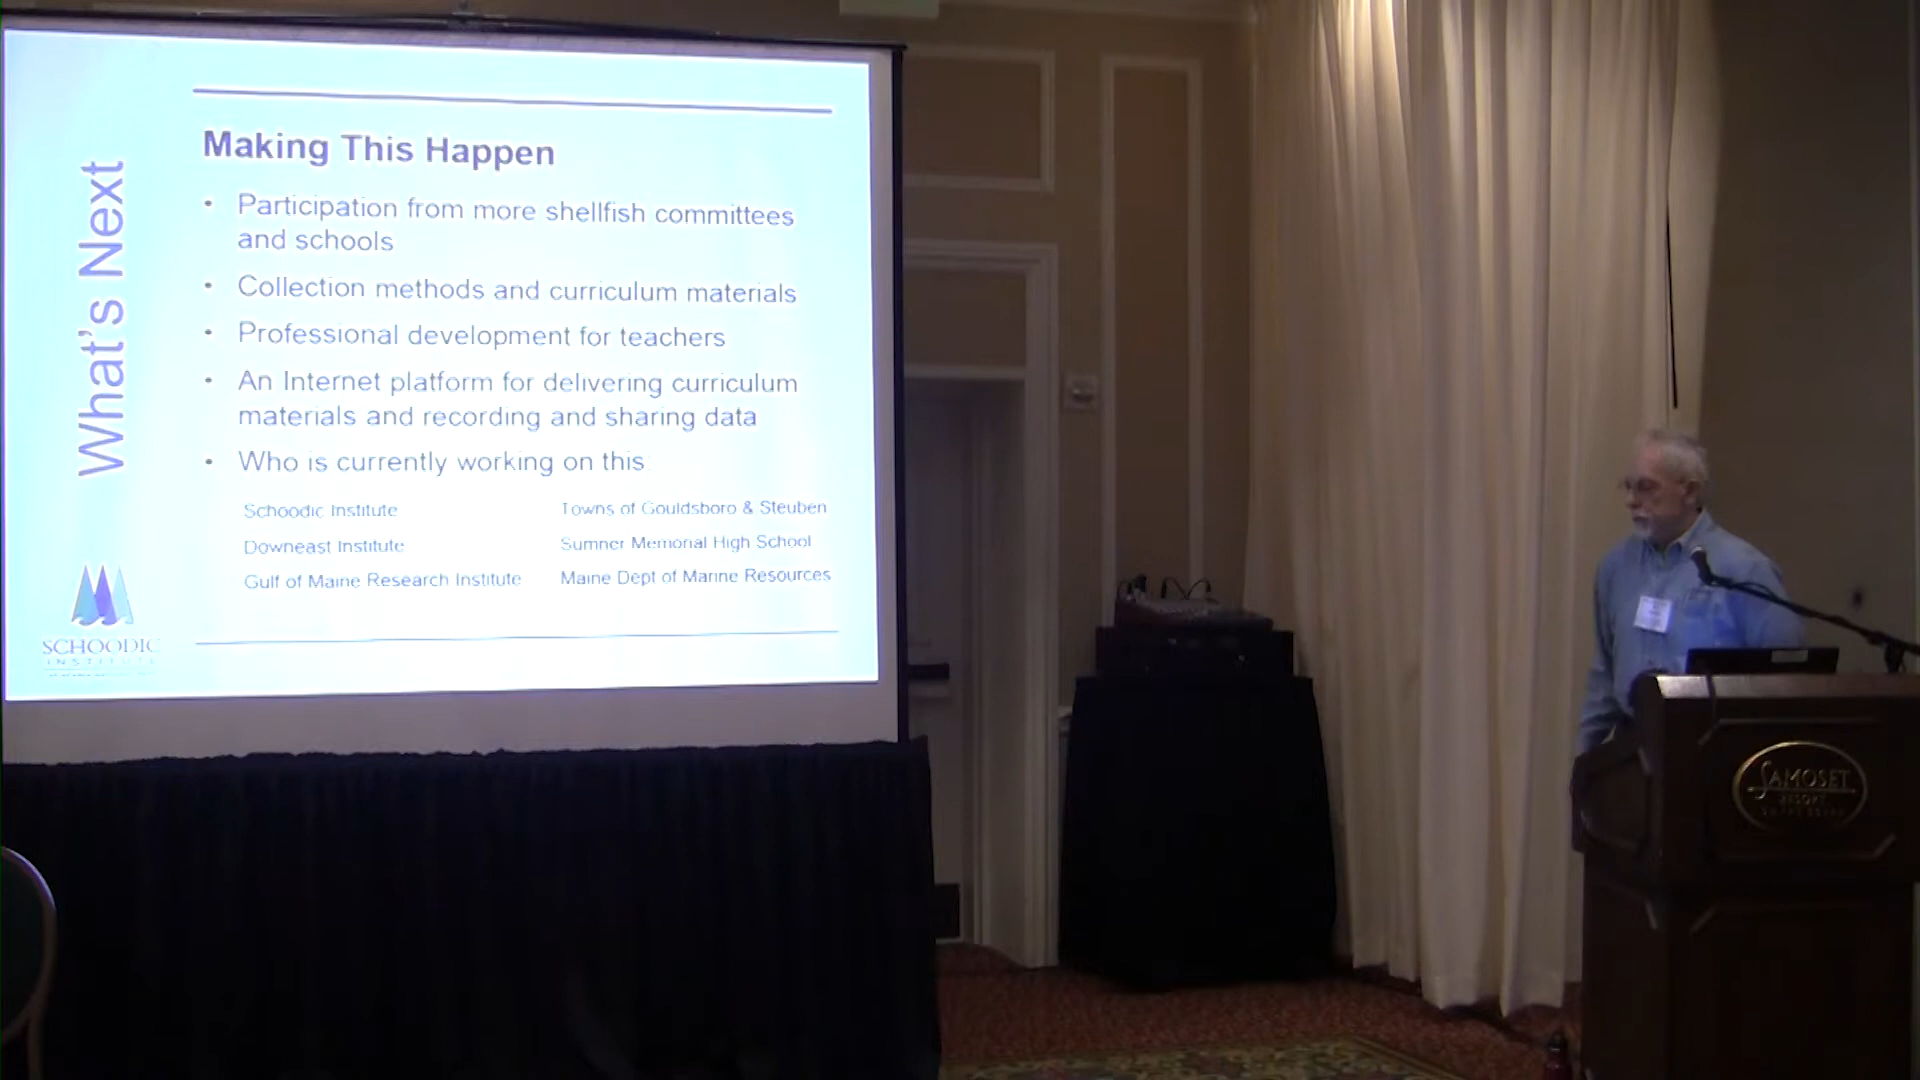 What's Next
Making This Happen
• Participation from more shellfish committees
and schools
• Collection methods and curriculum materials
• Professional development for teachers
• An Internet platform for delivering curriculum
materials and recording and sharing data
• Who is currently working on this
Schoodic Institute
Towns of Gouldsboro & Steuben
Downeast Institute
Sumner Memorial High School
Gulf of Maine Research Institute
Maine Dept of Marine Resources
SCHOODIC
INSTITUTE
SAMOSET
RESORT